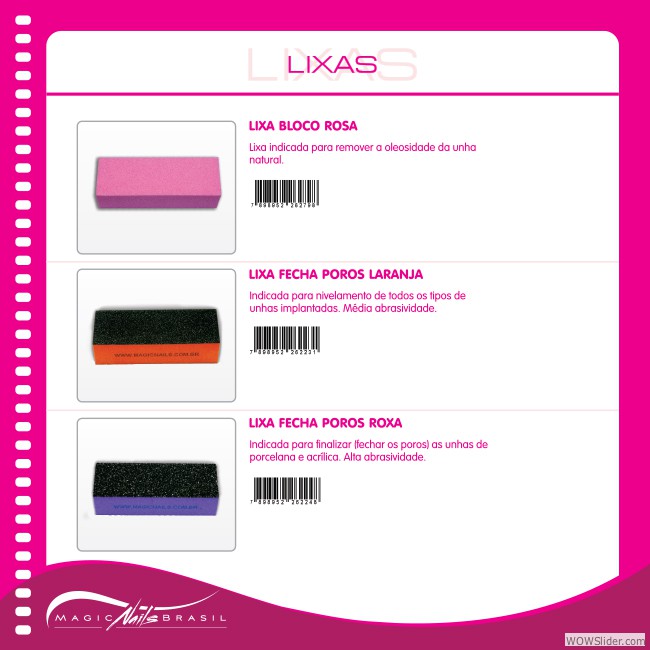 LIXAS
LIXA BLOCO ROSA
Lixa indicada para remover a oleosidade da unha
natural.
7 898952 262798
LIXA FECHA POROS LARANJA
Indicada para nivelamento de todos os tipos de
unhas implantadas. Média abrasividade.
WWW.MAGICNAILS.COM.BR
7 898952 262231
LIXA FECHA POROS ROXA
Indicada para finalizar (fechar os poros) as unhas de
porcelana e acrílica. Alta abrasividade.
WWW.MAGICNAILS.COM.BR
7 898952 262248
MAGIC Nails BRASIL
WOWSlider.com